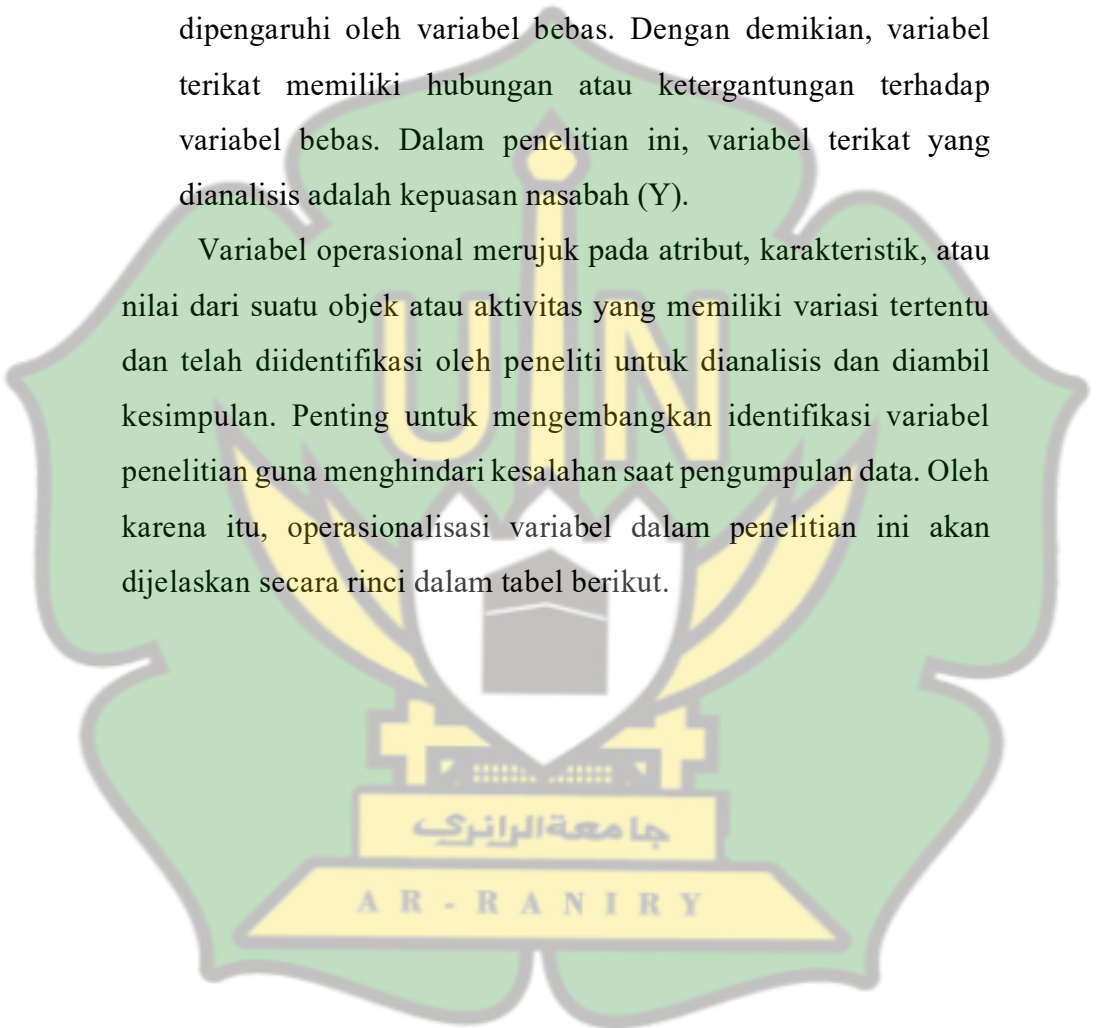 dipengaruhi oleh variabel bebas. Dengan demikian, variabel
terikat memiliki hubungan atau ketergantungan terhadap
variabel bebas. Dalam penelitian ini, variabel terikat yang
dianalisis adalah kepuasan nasabah (Y).
Variabel operasional merujuk pada atribut, karakteristik, atau
nilai dari suatu objek atau aktivitas yang memiliki variasi tertentu
dan telah diidentifikasi oleh peneliti untuk dianalisis dan diambil
kesimpulan. Penting untuk mengembangkan identifikasi variabel
penelitian guna menghindari kesalahan saat pengumpulan data. Oleh
karena itu, operasionalisasi variabel dalam penelitian ini akan
dijelaskan secara rinci dalam tabel berikut.
UIN
جامعة الرانري
AR-RANIRY